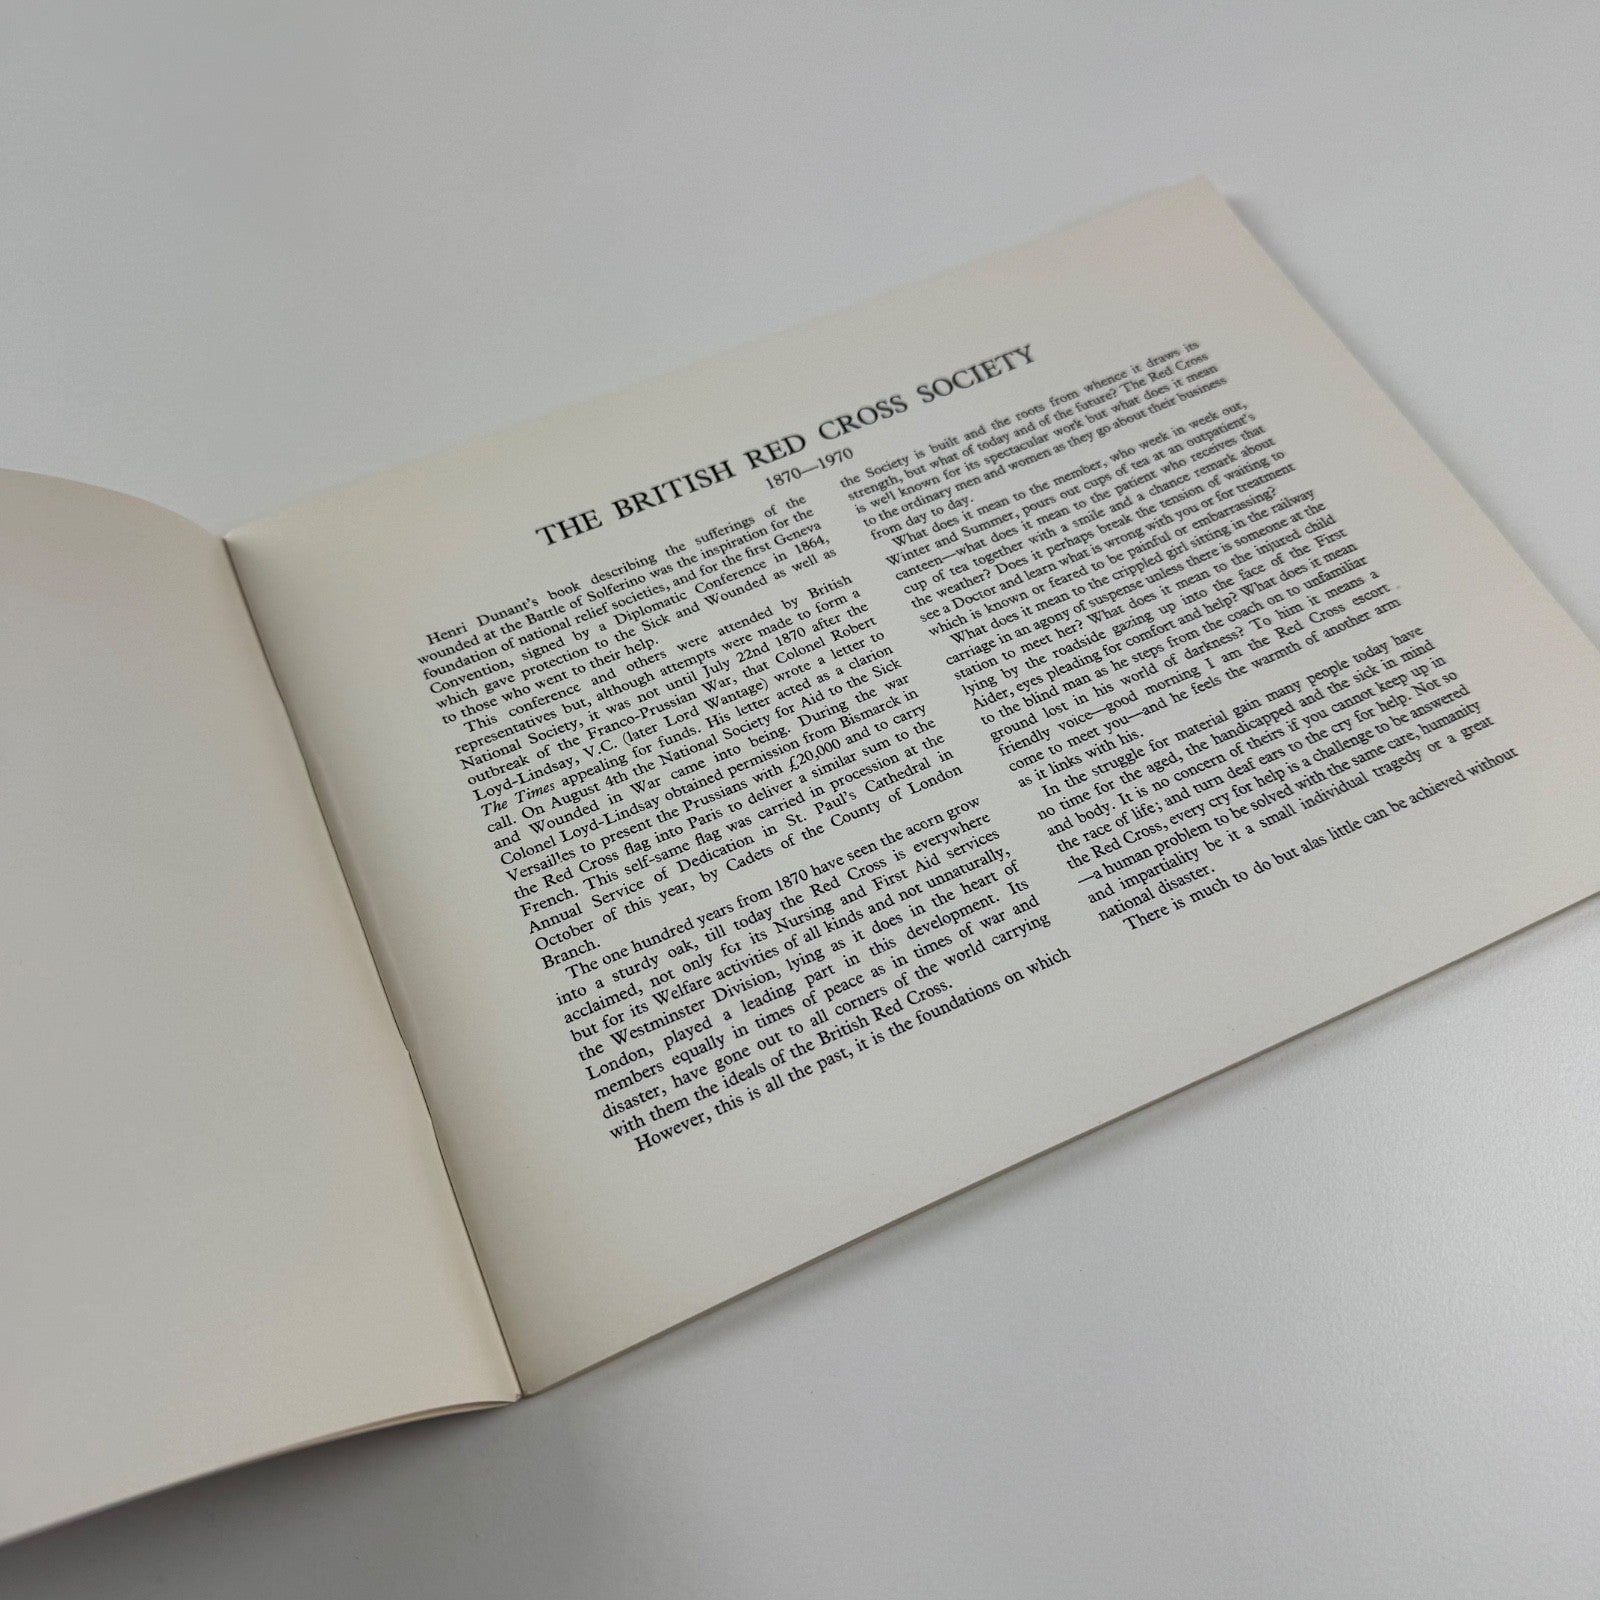 THE BRITISH RED CROSS SOCIETY
1870—1970
Henri Dunant's book describing the sufferings of the
wounded at the Battle of Solferino was the inspiration for the
foundation of national relief societies, and for the first Geneva
Convention, signed by a Diplomatic Conference in 1864,
which gave protection to the Sick and Wounded as well as
to those who went to their help.
This conference and others were attended by British
representatives but, although attempts were made to form a
National Society, it was not until July 22nd 1870 after the
outbreak of the Franco-Prussian War, that Colonel Robert
Loyd-Lindsay, V.C. (later Lord Wantage) wrote a letter to
The Times appealing for funds. His letter acted as a clarion
call. On August 4th the National Society for Aid to the Sick
and Wounded in War came into being. During the war
Colonel Loyd-Lindsay obtained permission from Bismarck in
Versailles to present the Prussians with £20,000 and to carry
the Red Cross flag into Paris to deliver a similar sum to the
French. This self-same flag was carried in procession at the
Annual Service of Dedication in St. Paul's Cathedral in
October of this year, by Cadets of the County of London
Branch.
The one hundred years from 1870 have seen the acorn grow
into a sturdy oak, till today the Red Cross is everywhere
acclaimed, not only for its Nursing and First Aid services
but for its Welfare activities of all kinds and not unnaturally,
the Westminster Division, lying as it does in the heart of
London, played a leading part in this development. Its
members equally in times of peace as in times of war and
disaster, have gone out to all corners of the world carrying
with them the ideals of the British Red Cross.
However, this is all the past, it is the foundations on which
the Society is built and the roots from whence it draws its
strength, but what of today and of the future? The Red Cross
is well known for its spectacular work but what does it mean
to the ordinary men and women as they go about their business
from day to day.
What does it mean to the member, who week in week out,
Winter and Summer, pours out cups of tea at an outpatient's
canteen—what does it mean to the patient who receives that
cup of tea together with a smile and a chance remark about
the weather? Does it perhaps break the tension of waiting to
see a Doctor and learn what is wrong with you or for treatment
which is known or feared to be painful or embarrassing?
What does it mean to the crippled girl sitting in the railway
carriage in an agony of suspense unless there is someone at the
station to meet her? What does it mean to the injured child
lying by the roadside gazing up into the face of the First
Aider, eyes pleading for comfort and help? What does it mean
to the blind man as he steps from the coach on to unfamiliar
ground lost in his world of darkness? To him it means a
friendly voice—good morning I am the Red Cross escort
come to meet you—and he feels the warmth of another arm
as it links with his.
In the struggle for material gain many people today have
no time for the aged, the handicapped and the sick in mind
and body. It is no concern of theirs if you cannot keep up in
the race of life; and turn deaf ears to the cry for help. Not so
the Red Cross, every cry for help is a challenge to be answered
—a human problem to be solved with the same care, humanity
and impartiality be it a small individual tragedy or a great
national disaster.
There is much to do but alas little can be achieved without